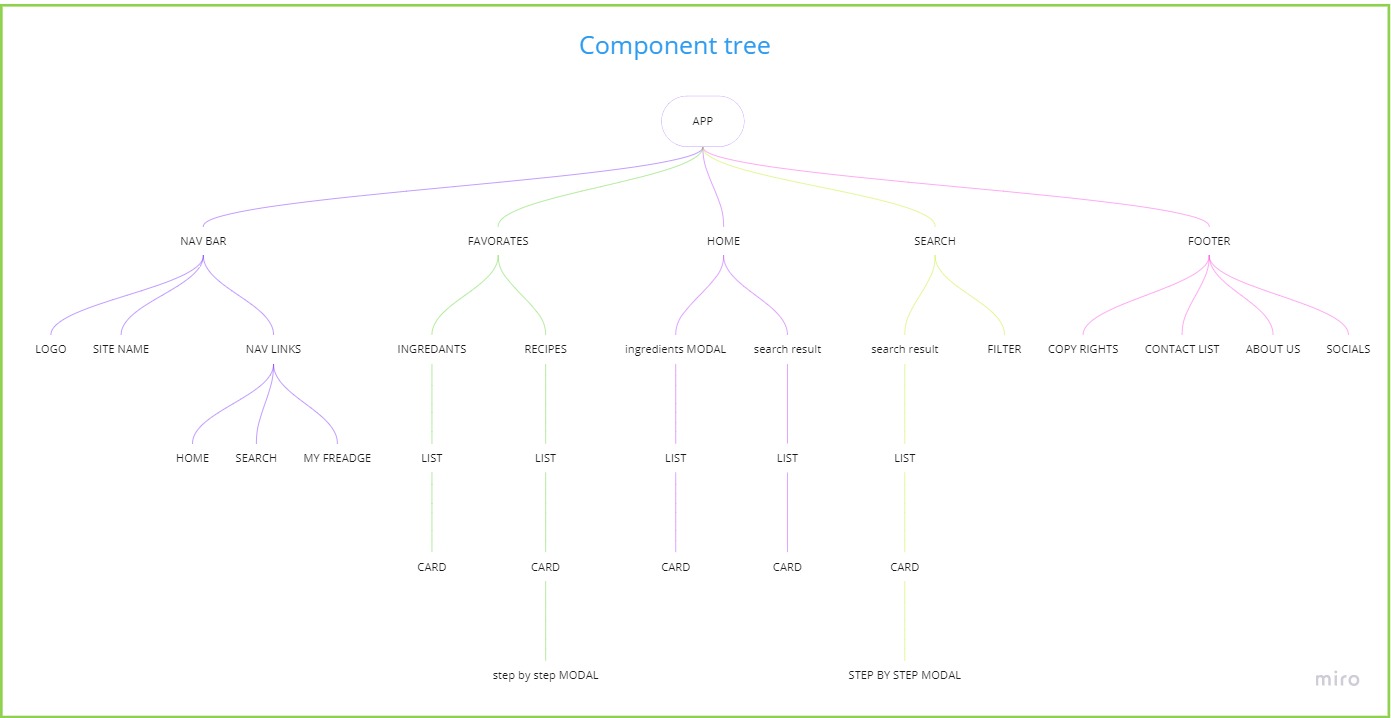 Component tree
APP
NAV BAR
FAVORATES
HOME
SEARCH
FOOTER
LOGO
SITE NAME
NAV LINKS
INGREDANTS
RECIPES
ingredients MODAL
search result
search result
FILTER
COPY RIGHTS
CONTACT LIST
ABOUT US
SOCIALS
HOME
SEARCH
MY FREADGE
LIST
LIST
LIST
LIST
LIST
CARD
CARD
CARD
CARD
CARD
step by step MODAL
STEP BY STEP MODAL
miro